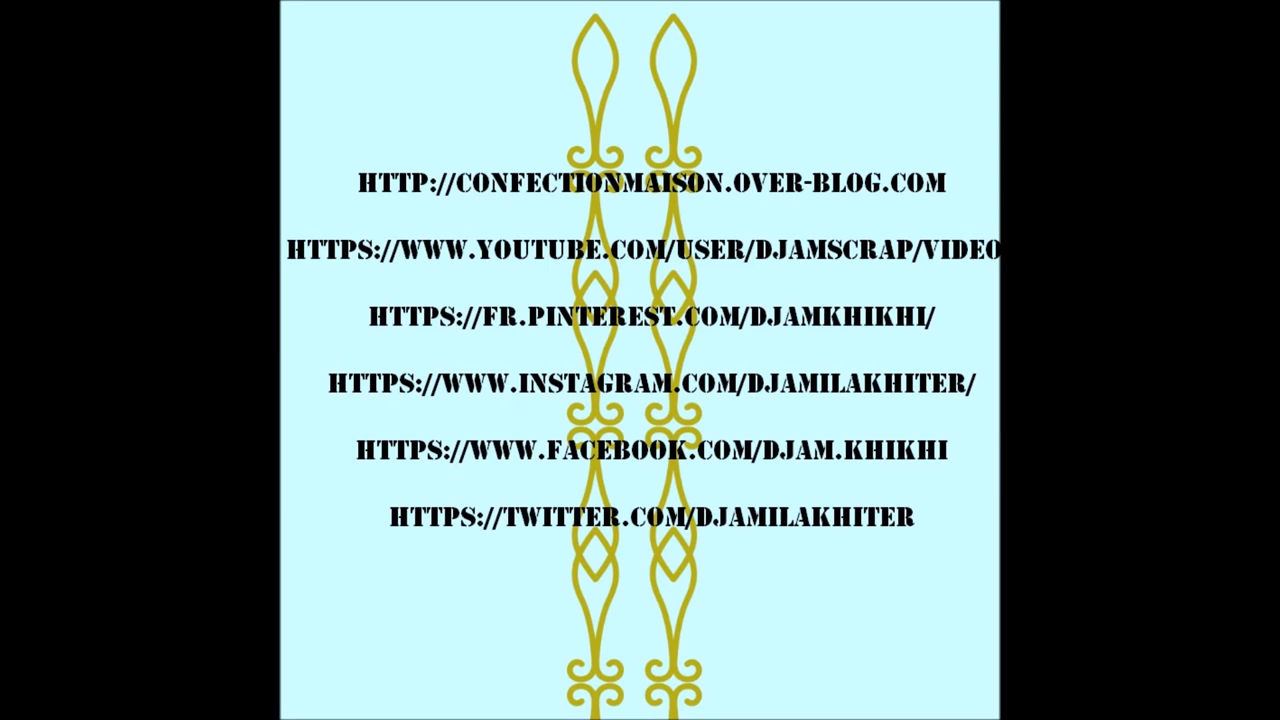 HTTP://CONFECTIONMAISON.OVER-BLOG.COM
HTTPS://WWW.YOUTUBE.COM/USER/DJAMSCRAP/VIDEO
HTTPS://FR.PINTEREST.COM/DJAMKHIKHI/
HTTPS://WWW.INSTAGRAM.COM/DJAMILAKHITER/
HTTPS://WWW.FACEBOOK.COM/DJAM.KHIKHI
HTTPS://TWITTER.COM/DJAMILAKHITER